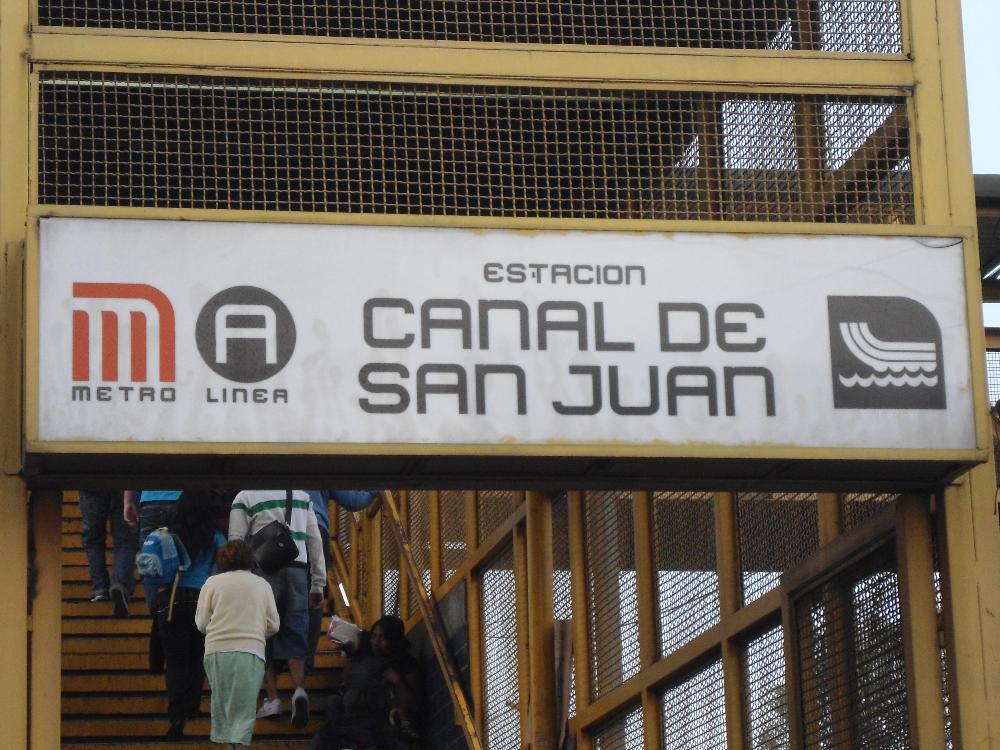 ESTACION
CANAL DE
SAN JUAN
M
METRO
A
LINEA